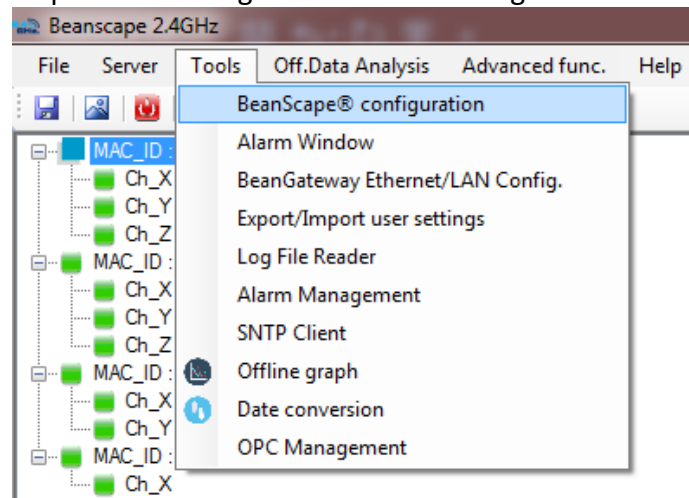 Beanscape 2.4GHz
File Server Tools Off.Data Analysis Advanced func. Help
BeanScape® configuration
Alarm Window
BeanGateway Ethernet/LAN Config.
Export/Import user settings
Log File Reader
Alarm Management
SNTP Client
Offline graph
Date conversion
OPC Management
MAC_ID :
Ch_X
Ch_Y
Ch_Z
MAC_ID :
Ch_X
Ch_Y
Ch_Z
MAC_ID :
Ch_X
Ch_Y
MAC_ID :
Ch_X